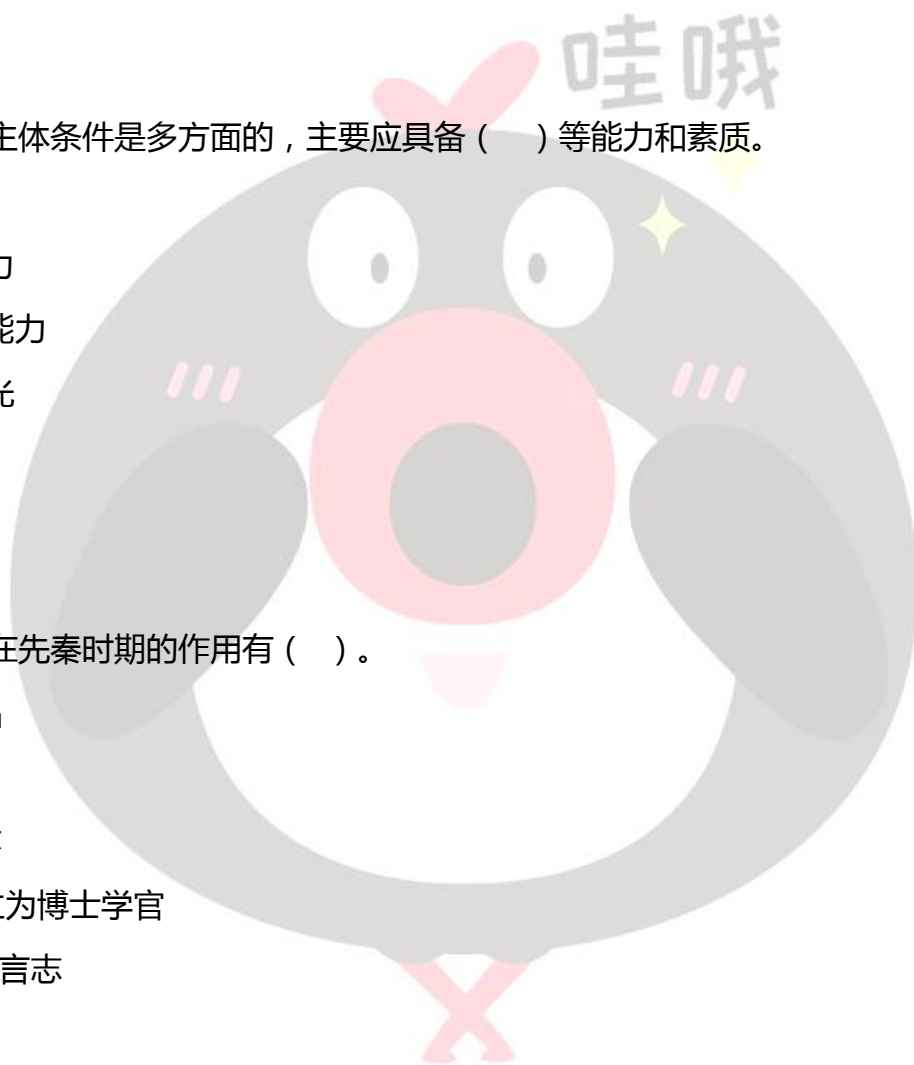 哇哦
主体条件是多方面的，主要应具备（ ）等能力和素质。
力
能力
光
在先秦时期的作用有（ ）。
立为博士学官
言志